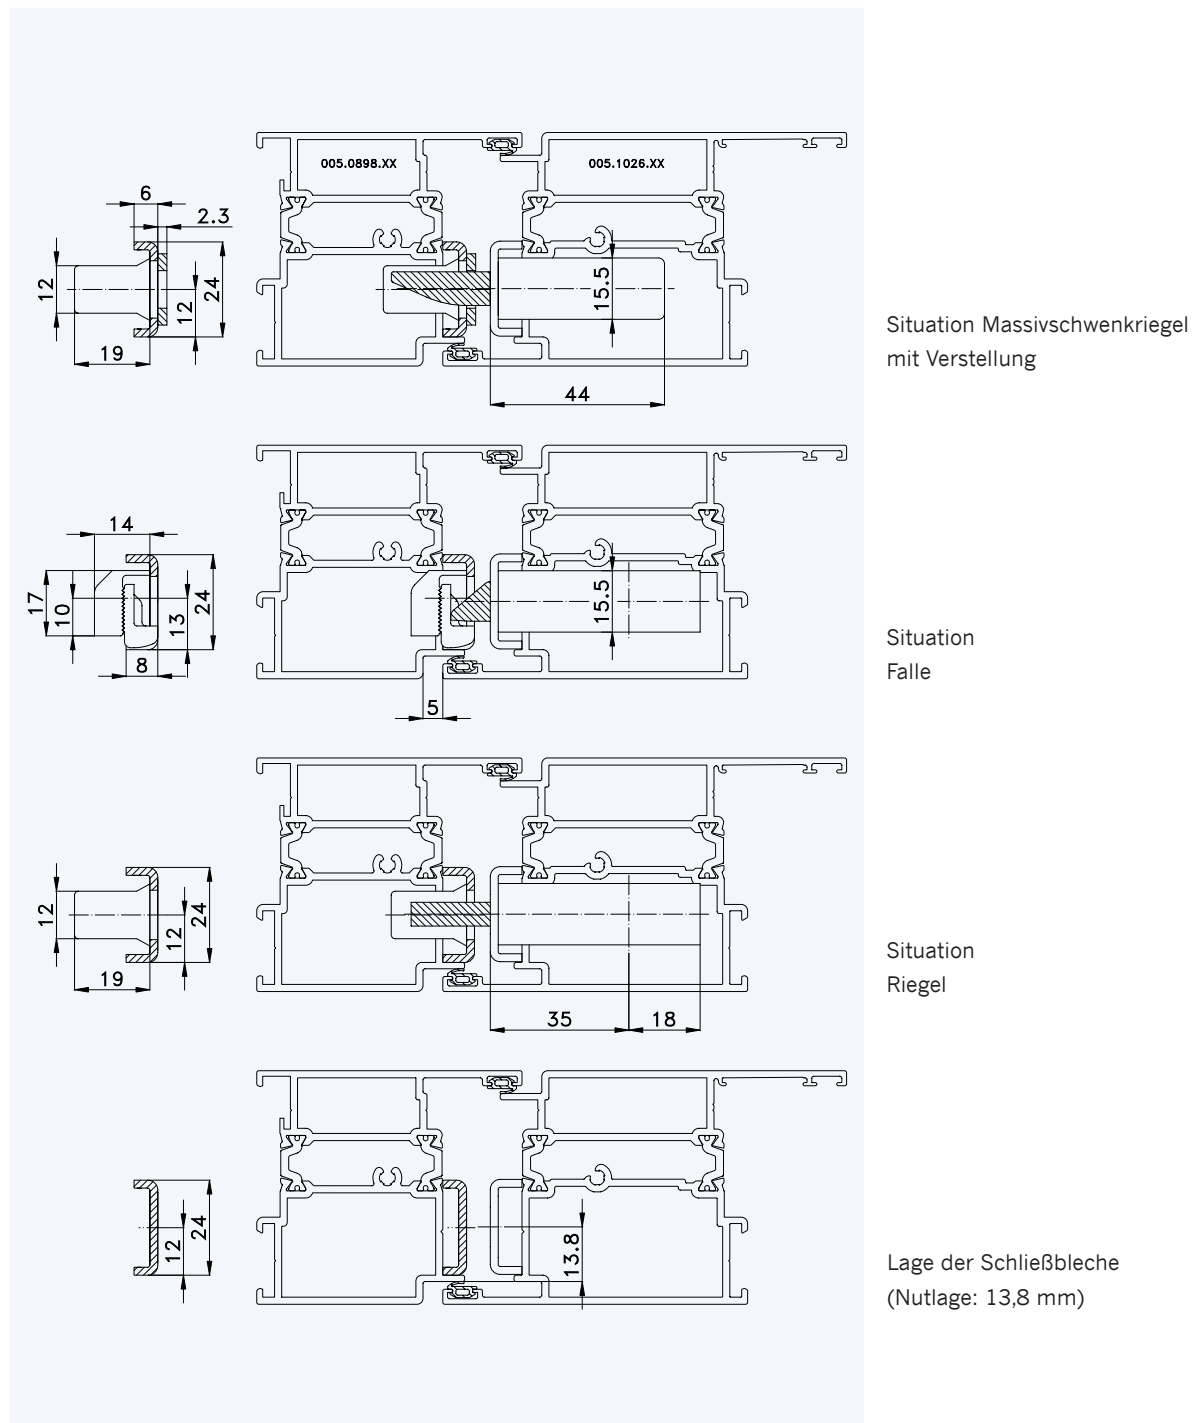 005.0898.XX
005.1026.XX
6
2.3
12
24
12
19
15.5
44
Situation Massivschwenkriegel
mit Verstellung
14
17
10
13
24
8
15.5
5
Situation
Falle
12
24
12
19
35
18
Situation
Riegel
24
12
13.8
Lage der Schließbleche
(Nutlage: 13,8 mm)